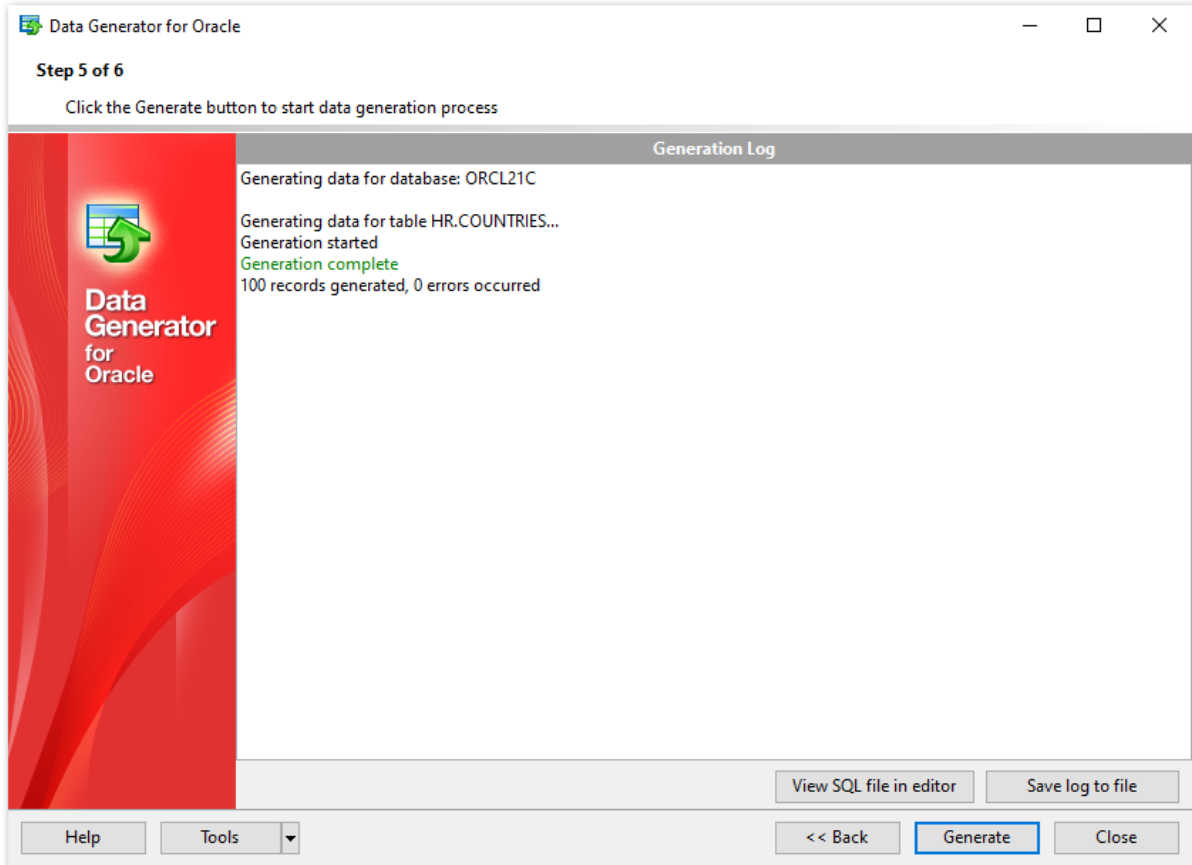 Data Generator for Oracle
Step 5 of 6
Click the Generate button to start data generation process
Generation Log
Generating data for database: ORCL21C
Generating data for table HR.COUNTRIES...
Generation started
Generation complete
100 records generated, 0 errors occurred
Data
Generator
for
Oracle
View SQL file in editor
Save log to file
Help
Tools
<< Back
Generate
Close